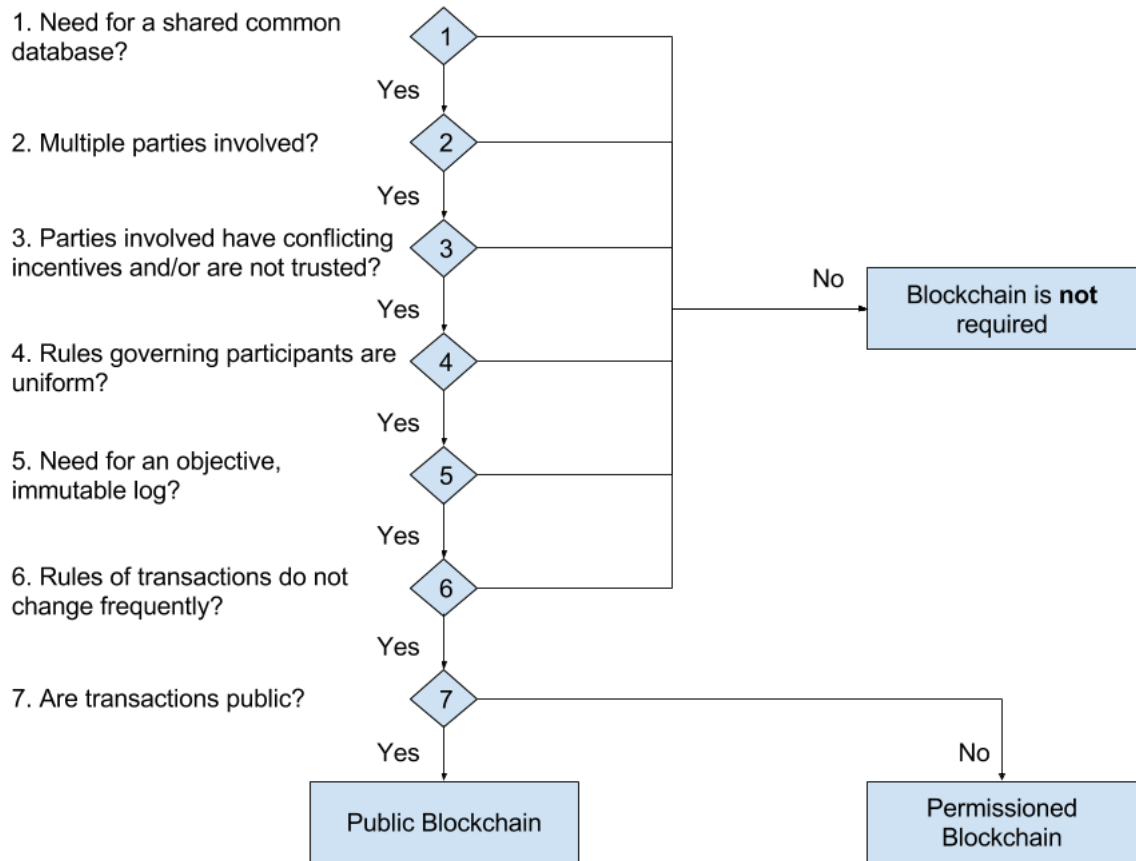 1. Need for a shared common
database?
1
Yes
2. Multiple parties involved?
2
Yes
3. Parties involved have conflicting
incentives and/or are not trusted?
3
No
Blockchain is not
required
Yes
4. Rules governing participants are
uniform?
4
Yes
5. Need for an objective,
immutable log?
5
Yes
6. Rules of transactions do not
change frequently?
6
Yes
7. Are transactions public?
7
Yes
No
Public Blockchain
Permissioned
Blockchain